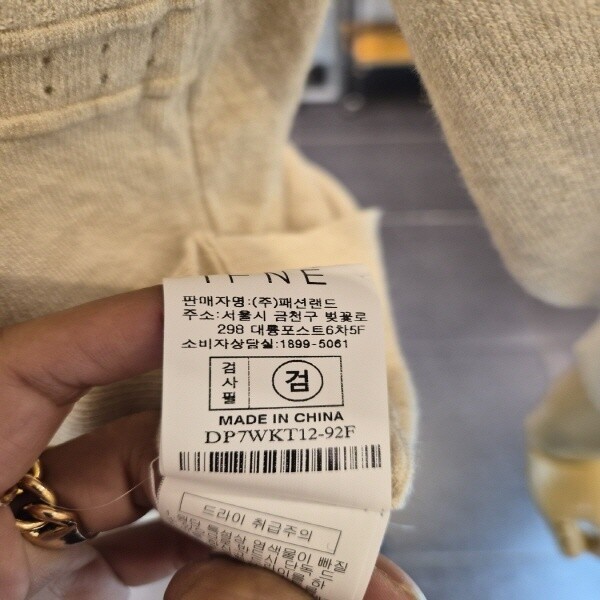 판매자명:(주)패션랜드
주소:서울시 금천구 벚꽃로
298 대륭포스트6차5F
소비자상담실:1899-5061
검사필
검
MADE IN CHINA
DP7WKT12-92F
드라이 취급주의